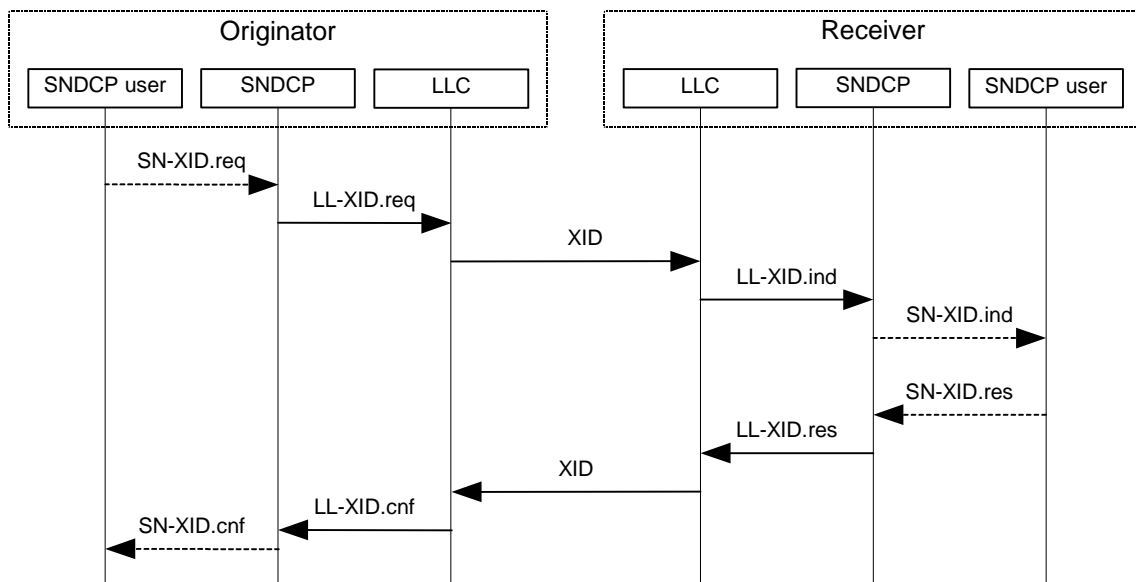 Originator
Receiver
SNDCP user
SNDCP
LLC
LLC
SNDCP
SNDCP user
SN-XID.req
LL-XID.req
XID
LL-XID.ind
SN-XID.ind
SN-XID.res
LL-XID.res
XID
LL-XID.cnf
SN-XID.cnf